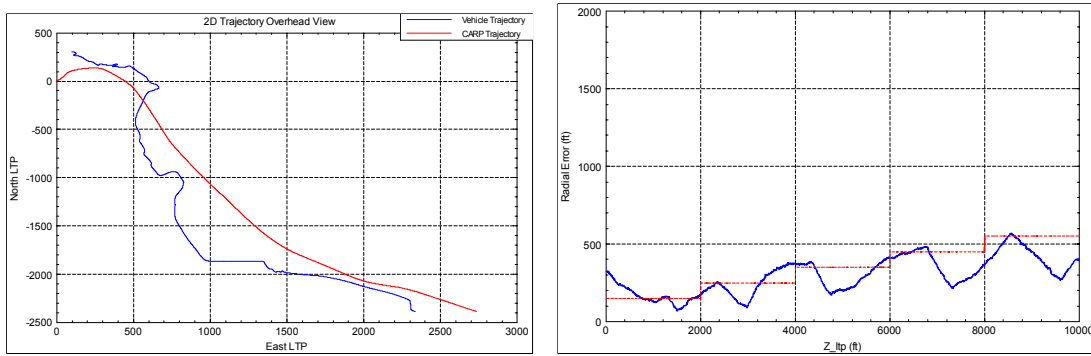 2D Trajectory Overhead View
Vehicle Trajectory
CARP Trajectory
500
0
-500
-1000
-1500
-2000
-2500
North LTP
0 500 1000 1500 2000 2500 3000
East LTP
2000
1500
1000
500
0
Radial Error (ft)
0 2000 4000 6000 8000 10000
Z_ltp (ft)